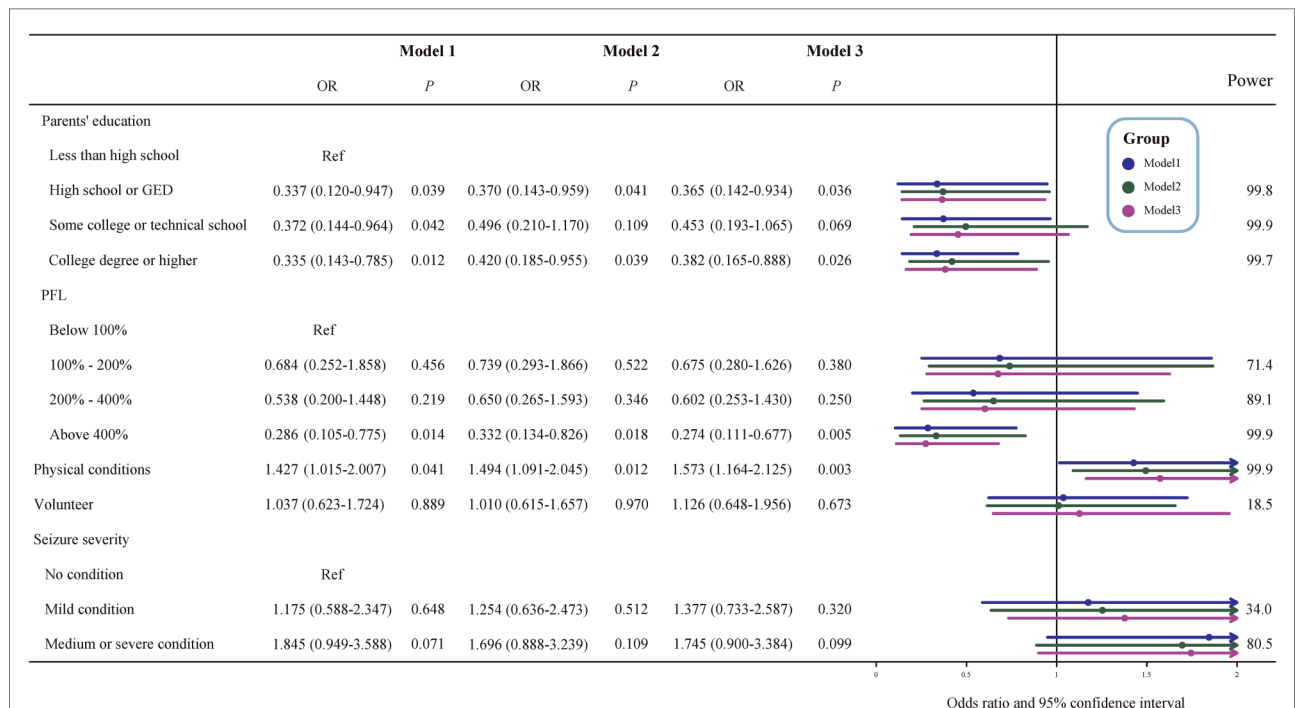 Model 1 Model 2 Model 3
OR P OR P OR P Power
Parents' education
Less than high school Ref
High school or GED 0.337 (0.120-0.947) 0.039 0.370 (0.143-0.959) 0.041 0.365 (0.142-0.934) 0.036 99.8
Some college or technical school 0.372 (0.144-0.964) 0.042 0.496 (0.210-1.170) 0.109 0.453 (0.193-1.065) 0.069 99.9
College degree or higher 0.335 (0.143-0.785) 0.012 0.420 (0.185-0.955) 0.039 0.382 (0.165-0.888) 0.026 99.7
PFL
Below 100% Ref
100% - 200% 0.684 (0.252-1.858) 0.456 0.739 (0.293-1.866) 0.522 0.675 (0.280-1.626) 0.380 71.4
200% - 400% 0.538 (0.200-1.448) 0.219 0.650 (0.265-1.593) 0.346 0.602 (0.253-1.430) 0.250 89.1
Above 400% 0.286 (0.105-0.775) 0.014 0.332 (0.134-0.826) 0.018 0.274 (0.111-0.677) 0.005 99.9
Physical conditions 1.427 (1.015-2.007) 0.041 1.494 (1.091-2.045) 0.012 1.573 (1.164-2.125) 0.003 99.9
Volunteer 1.037 (0.623-1.724) 0.889 1.010 (0.615-1.657) 0.970 1.126 (0.648-1.956) 0.673 18.5
Seizure severity
No condition Ref
Mild condition 1.175 (0.588-2.347) 0.648 1.254 (0.636-2.473) 0.512 1.377 (0.733-2.587) 0.320 34.0
Medium or severe condition 1.845 (0.949-3.588) 0.071 1.696 (0.888-3.239) 0.109 1.745 (0.900-3.384) 0.099 80.5
Group
Model1
Model2
Model3
0 0.5 1 1.5 2
Odds ratio and 95% confidence interval